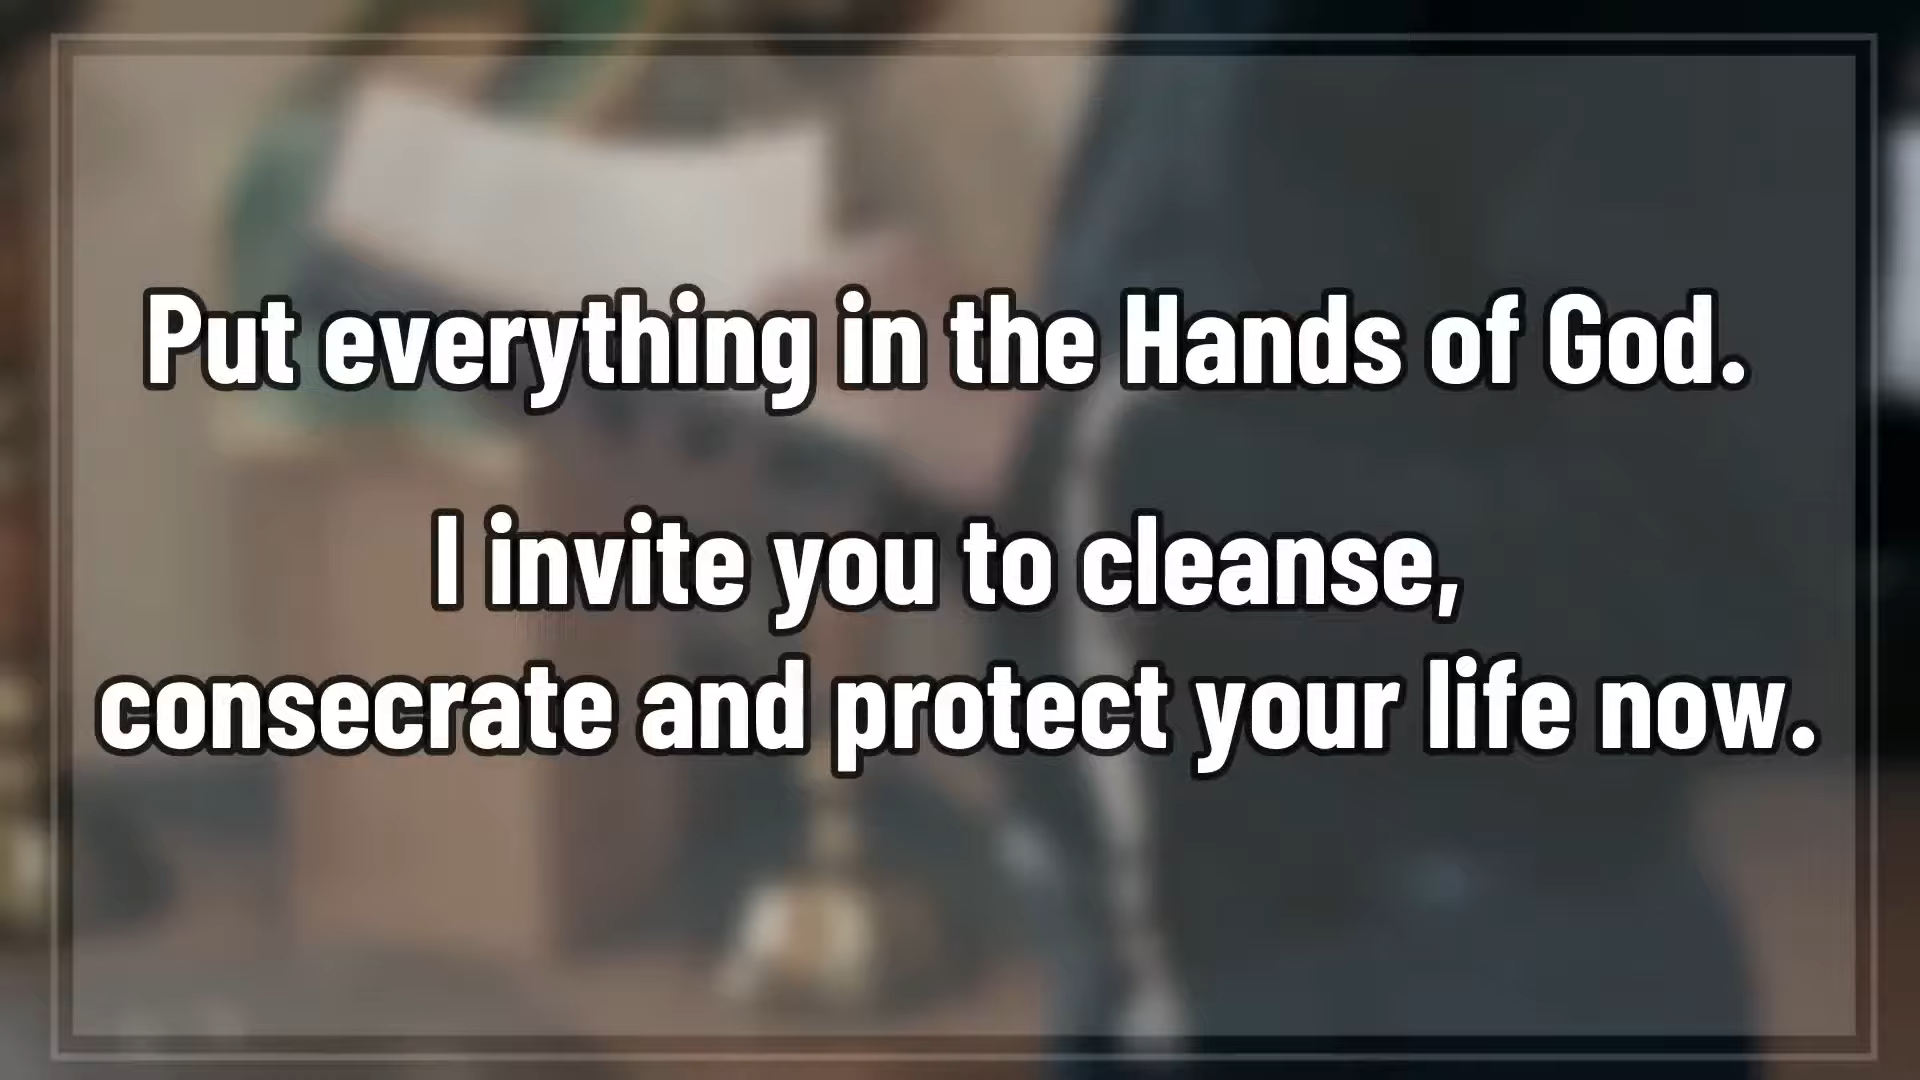 Put everything in the Hands of God.
I invite you to cleanse,
consecrate and protect your life now.